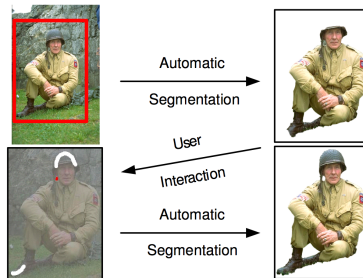 Automatic
Segmentation
User
Interaction
Automatic
Segmentation